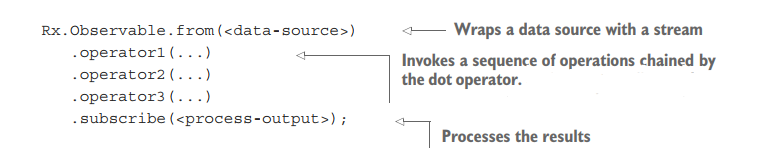 Rx.Observable.from(<data-source>)
Wraps a data source with a stream
.operator1(...)
.operator2(...)
.operator3(...)
Invokes a sequence of operations chained by
the dot operator.
.subscribe(<process-output>);
Processes the results